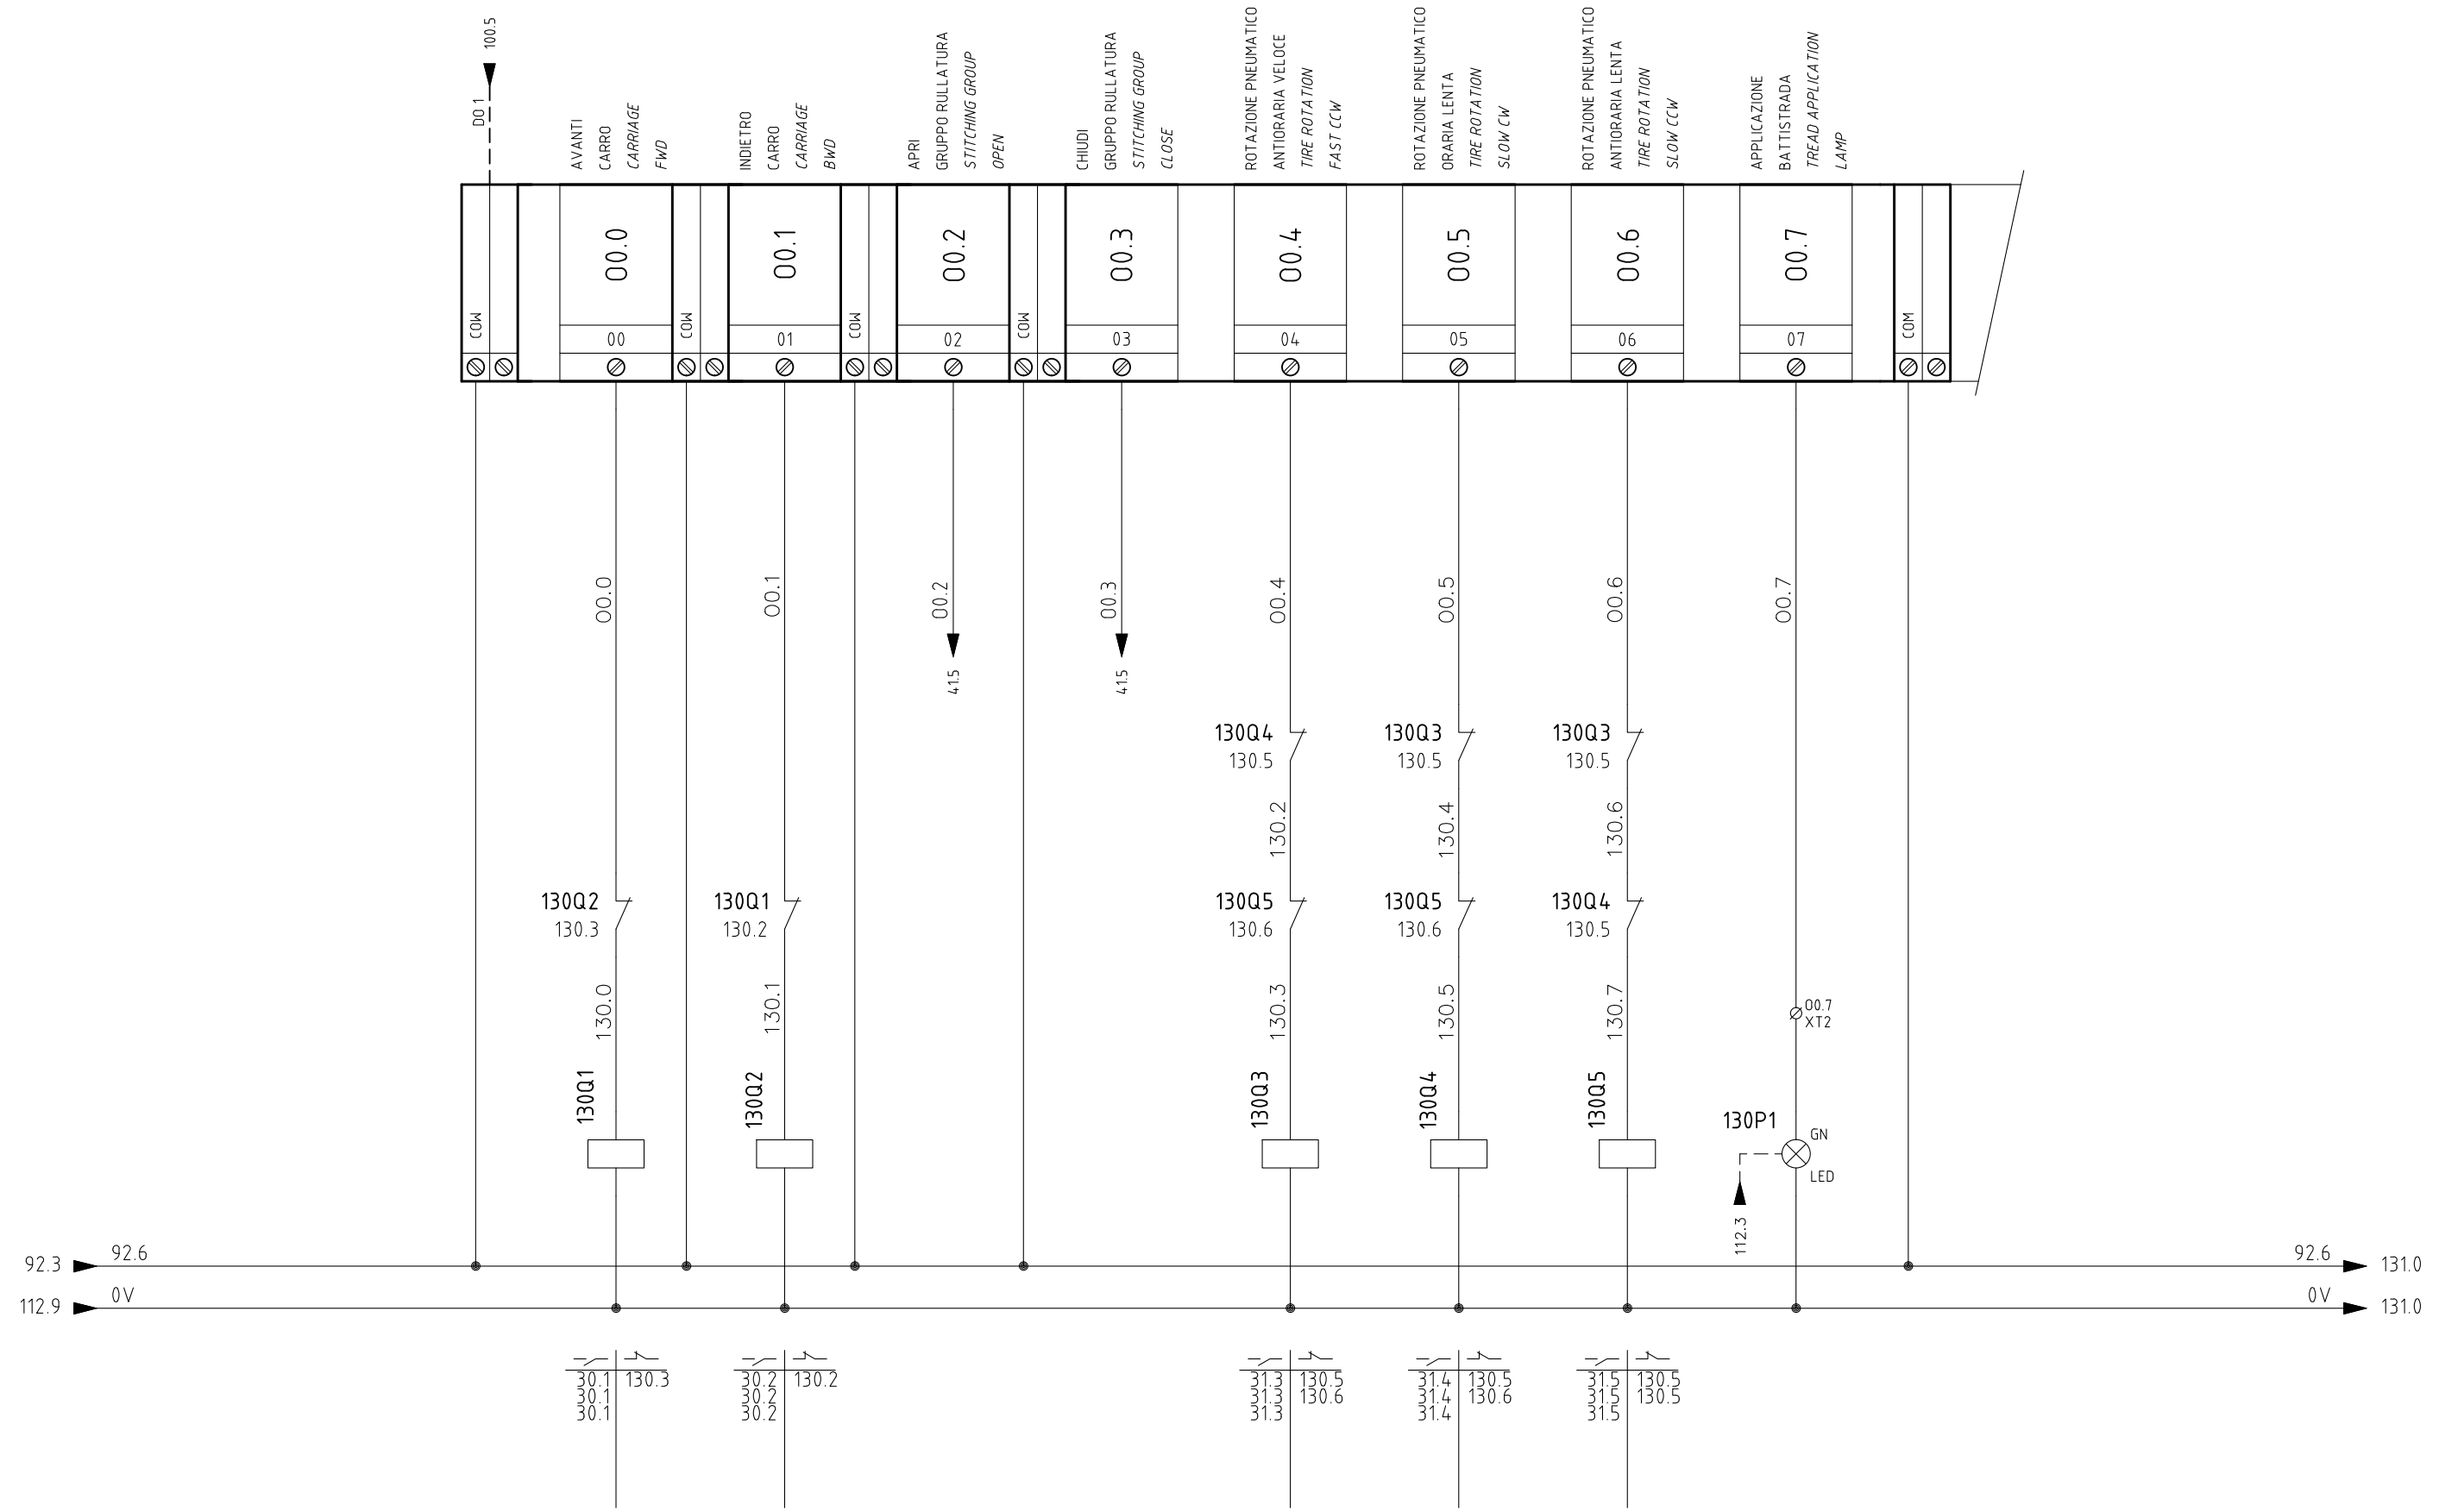 DO 1
100.5
AVANTI
CARRO
CARRIAGE
FWD
INDIETRO
CARRO
CARRIAGE
BWD
APRI
GRUPPO RULLATURA
STITCHING GROUP
OPEN
CHIUDI
GRUPPO RULLATURA
STITCHING GROUP
CLOSE
ROTAZIONE PNEUMATICO
ANTIORARIA VELOCE
TIRE ROTATION
FAST CCW
ROTAZIONE PNEUMATICO
ORARIA LENTA
TIRE ROTATION
SLOW CW
ROTAZIONE PNEUMATICO
ANTIORARIA LENTA
TIRE ROTATION
SLOW CCW
APPLICAZIONE
BATTISTRADA
TREAD APPLICATION
LAMP
COM
O0.0
00
COM
O0.1
01
COM
O0.2
02
COM
O0.3
03
O0.4
04
O0.5
05
O0.6
06
O0.7
07
COM
O0.0
O0.1
O0.2
O0.3
O0.4
O0.5
O0.6
O0.7
41.5
41.5
130Q4
130.5
130Q3
130.5
130Q3
130.5
130.2
130.4
130.6
130Q2
130.3
130Q1
130.2
130Q5
130.6
130Q5
130.6
130Q4
130.5
130.0
130.1
130.3
130.5
130.7
O0.7
XT2
130Q1
130Q2
130Q3
130Q4
130Q5
130P1
GN
LED
112.3
92.3
92.6
92.6
131.0
112.9
0V
0V
131.0
30.1 130.3
30.1
30.1
30.2 130.2
30.2
30.2
31.3 130.5
31.3 130.6
31.3
31.4 130.5
31.4 130.6
31.4
31.5 130.5
31.5 130.5
31.5